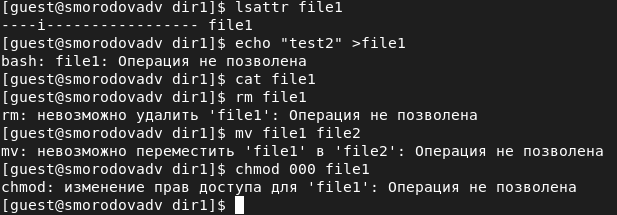 [guest@smorodovadv dir1]$ lsattr file1
----i----------------- file1
[guest@smorodovadv dir1]$ echo "test2" >file1
bash: file1: Операция не позволена
[guest@smorodovadv dir1]$ cat file1
[guest@smorodovadv dir1]$ rm file1
rm: невозможно удалить 'file1': Операция не позволена
[guest@smorodovadv dir1]$ mv file1 file2
mv: невозможно переместить 'file1' в 'file2': Операция не позволена
[guest@smorodovadv dir1]$ chmod 000 file1
chmod: изменение прав доступа для 'file1': Операция не позволена
[guest@smorodovadv dir1]$